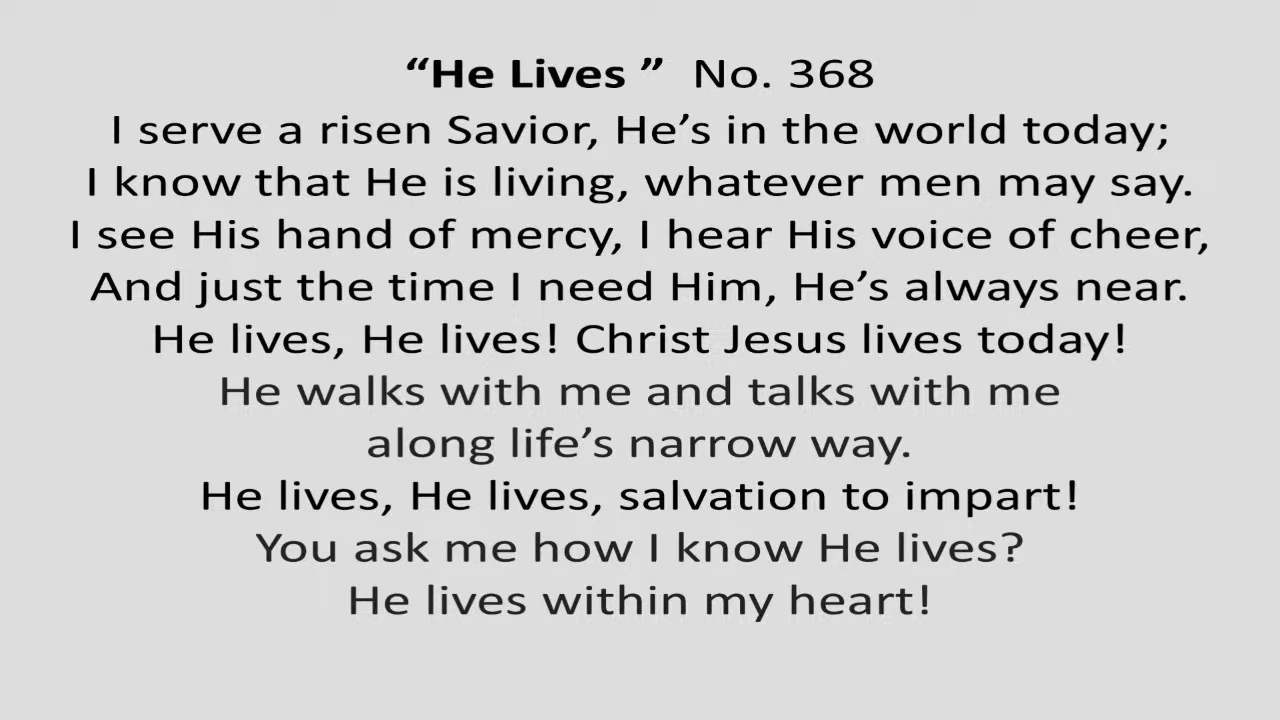 “He Lives ” No. 368
I serve a risen Savior, He’s in the world today;
I know that He is living, whatever men may say.
I see His hand of mercy, I hear His voice of cheer,
And just the time I need Him, He’s always near.
He lives, He lives! Christ Jesus lives today!
He walks with me and talks with me
along life’s narrow way.
He lives, He lives, salvation to impart!
You ask me how I know He lives?
He lives within my heart!